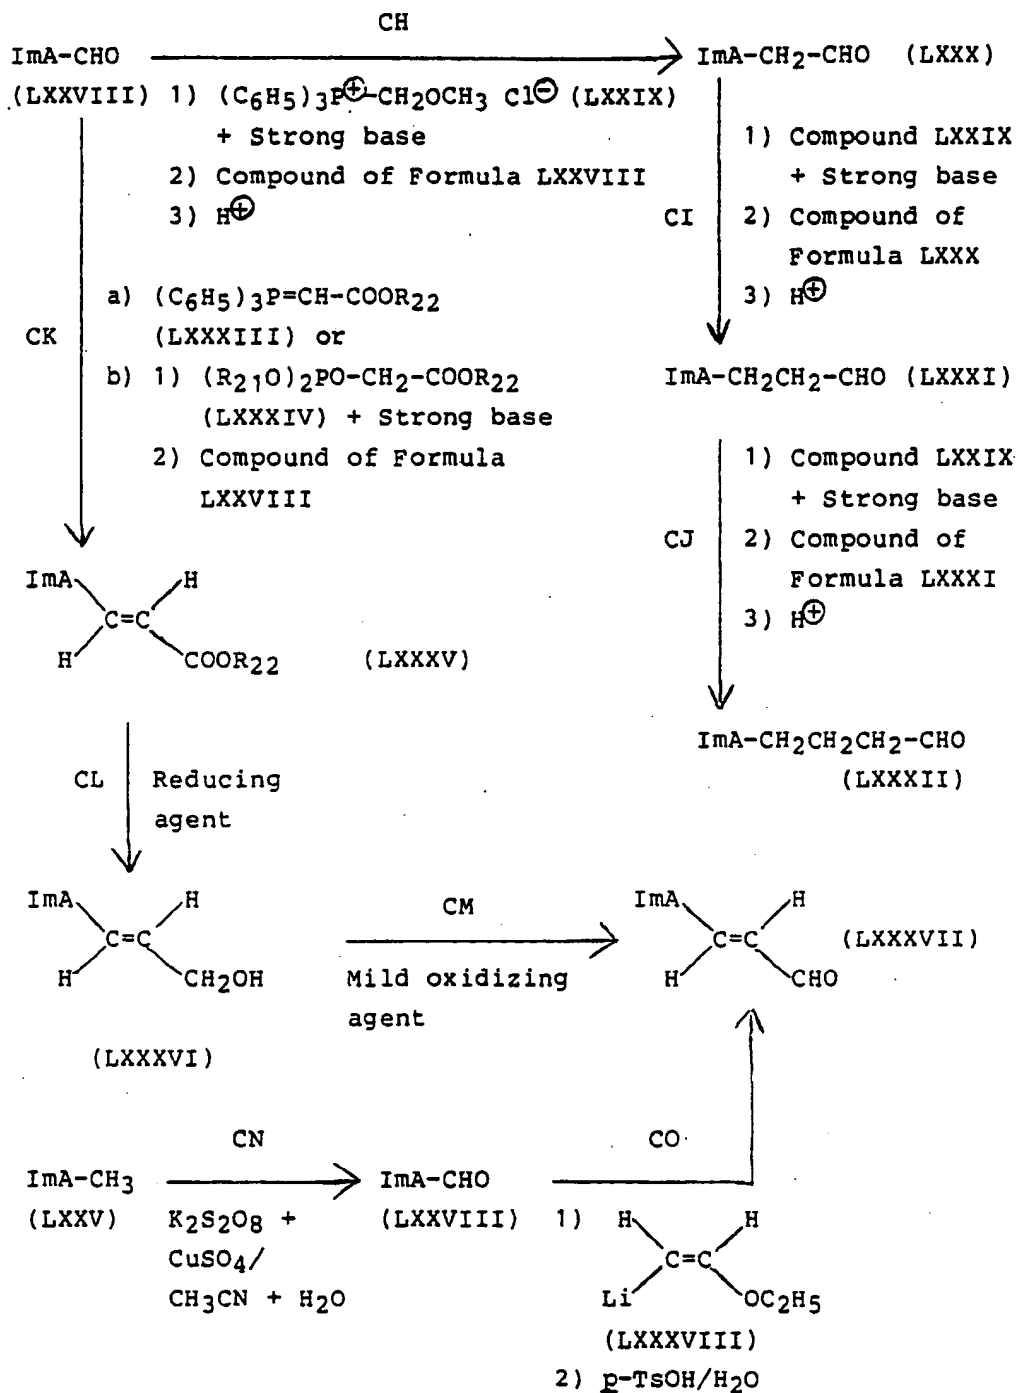 CH
ImA-CHO
ImA-CH2-CHO (LXXX)
(LXXVIII) 1) (C6H5)3P⊕-CH2OCH3 Cl⊖ (LXXIX)
+ Strong base
2) Compound of Formula LXXVIII
3) H⊕
1) Compound LXXIX
+ Strong base
CI 2) Compound of
Formula LXXX
3) H⊕
a) (C6H5)3P=CH-COOR22
CK (LXXXIII) or
b) 1) (R21O)2PO-CH2-COOR22
(LXXXIV) + Strong base
2) Compound of Formula
LXXVIII
ImA-CH2CH2-CHO (LXXXI)
1) Compound LXXIX
+ Strong base
CJ 2) Compound of
Formula LXXXI
3) H⊕
ImA H
C=C
H COOR22 (LXXXV)
ImA-CH2CH2CH2-CHO
(LXXXII)
CL Reducing
agent
ImA H
C=C
H CH2OH
(LXXXVI)
CM
Mild oxidizing
agent
ImA H
C=C (LXXXVII)
H CHO
CN
ImA-CH3
(LXXV)
K2S2O8 +
CuSO4/
CH3CN + H2O
ImA-CHO
(LXXVIII)
CO
1) H H
C=C
Li OC2H5
(LXXXVIII)
2) p-TsOH/H2O